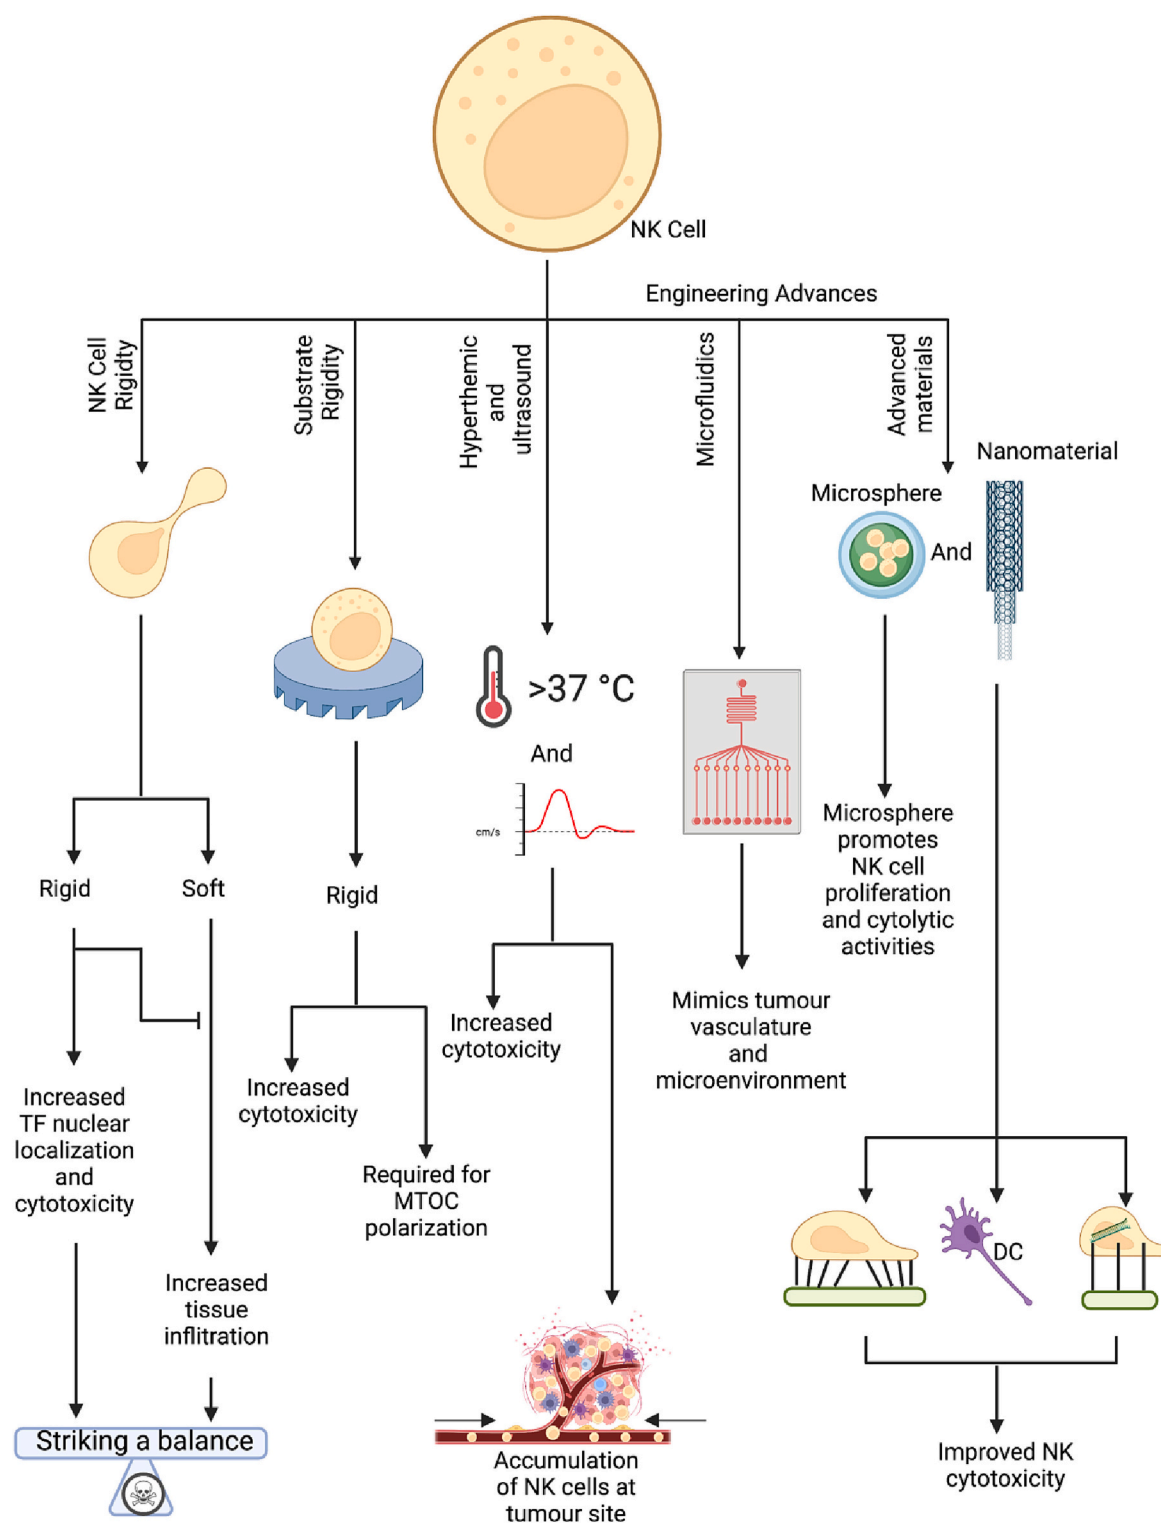 NK Cell
Engineering Advances
NK Cell
Rigidty
Substrate
Rigidity
Hyperthemic
and
ultrasound
Microfluidics
Advanced
materials
Nanomaterial
Microsphere
And
>37 °C
And
cm/s
Microsphere
promotes
NK cell
proliferation
and cytolytic
activities
Rigid
Soft
Rigid
Mimics tumour
vasculature
and
microenvironment
Increased
cytotoxicity
Increased
cytotoxicity
Increased
TF nuclear
localization
and
cytotoxicity
Required for
MTOC
polarization
DC
Increased
tissue
inflitration
Striking a balance
Accumulation
of NK cells at
tumour site
Improved NK
cytotoxicity